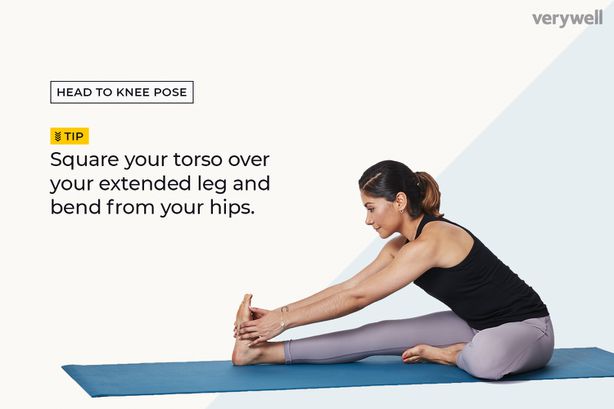 verywell
HEAD TO KNEE POSE
TIP
Square your torso over
your extended leg and
bend from your hips.